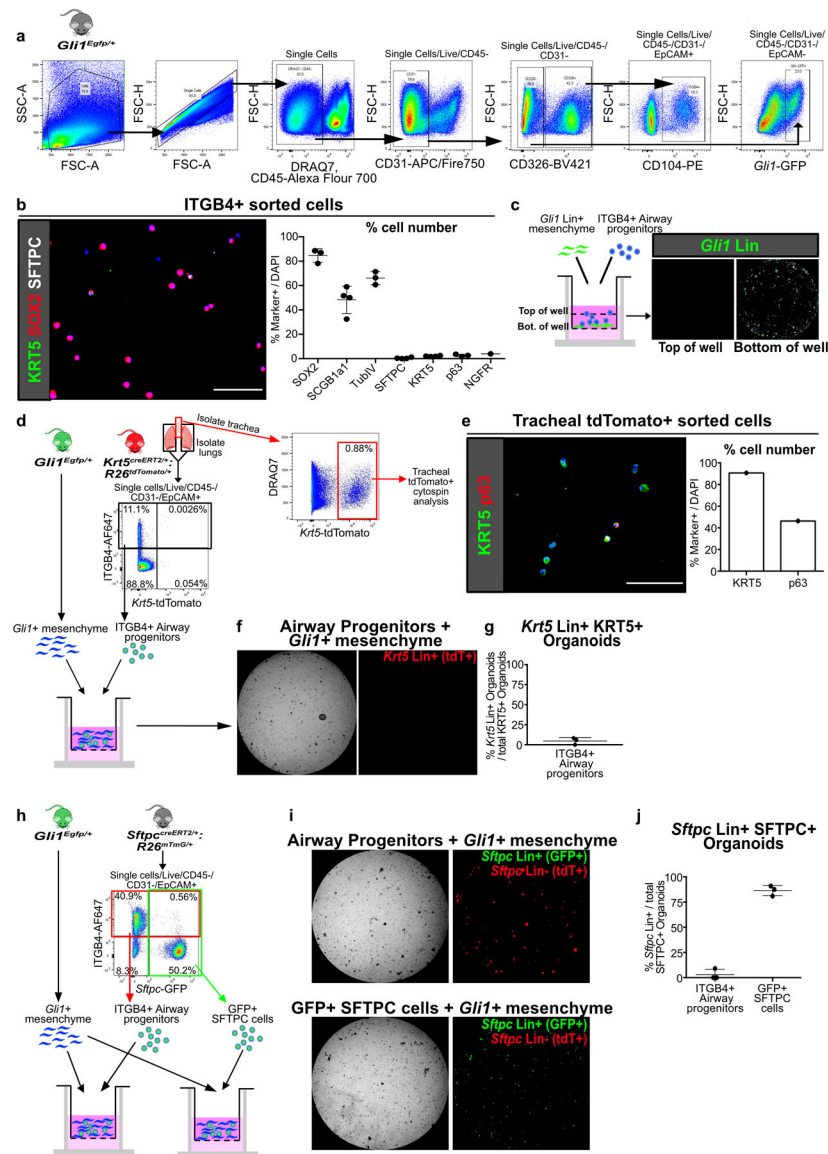 a
Gli1Egfp/+
Single Cells
Single Cells/Live/CD45-
Single Cells/Live/CD45-/
CD31-
Single Cells/Live/
CD45-/CD31-/
EpCAM+
Single Cells/Live/
CD45-/CD31-/
EpCAM-
SSC-A
FSC-A
FSC-H
FSC-A
Single Cells
FSC-H
DRAQ7,
CD45-Alexa Flour 700
DRAQ7- CD45-
FSC-H
CD31-APC/Fire750
CD31-
FSC-H
CD326-BV421
FSC-H
CD104-PE
FSC-H
Gli1-GFP
b
ITGB4+ sorted cells
KRT5 SOX2 SFTPC
% cell number
% Marker+ / DAPI
100
80
60
40
20
0
SOX2
SCGB1a1
TubIV
SFTPC
KRT5
p63
NGFR
c
Gli1 Lin+
mesenchyme
ITGB4+ Airway
progenitors
Top of well
Bot. of well
Gli1 Lin
Top of well
Bottom of well
d
Gli1Egfp/+
Krt5creERT2/+:
R26tdTomato/+
Isolate trachea
Isolate
lungs
Single cells/Live/CD45-/
CD31-/EpCAM+
11.1%
0.0026%
88.8%
0.054%
ITGB4-AF647
Krt5-tdTomato
0.88%
DRAQ7
Krt5-tdTomato
Tracheal
tdTomato+
cytospin
analysis
Gli1+ mesenchyme
ITGB4+ Airway
progenitors
e
Tracheal tdTomato+ sorted cells
KRT5 p63
% cell number
% Marker+ / DAPI
100
80
60
40
20
0
KRT5
p63
f
Airway Progenitors +
Gli1+ mesenchyme
Krt5 Lin+ (tdT+)
g
Krt5 Lin+ KRT5+
Organoids
% Krt5 Lin+ Organoids
/ total KRT5+ Organoids
100
75
50
25
0
ITGB4+
Airway
progenitors
h
Gli1Egfp/+
SftpccreERT2/+:
R26mTmG/+
Single cells/Live/CD45-/
CD31-/EpCAM+
40.9%
0.56%
8.3%
50.2%
ITGB4-AF647
Sftpc-GFP
Gli1+
mesenchyme
ITGB4+ Airway
progenitors
GFP+
SFTPC cells
i
Airway Progenitors + Gli1+ mesenchyme
Sftpc Lin+ (GFP+)
Sftpc Lin- (tdT+)
GFP+ SFTPC cells + Gli1+ mesenchyme
Sftpc Lin+ (GFP+)
Sftpc Lin- (tdT+)
j
Sftpc Lin+ SFTPC+
Organoids
% Sftpc Lin+ / total
SFTPC+ Organoids
100
75
50
25
0
ITGB4+
Airway
progenitors
GFP+
SFTPC
cells